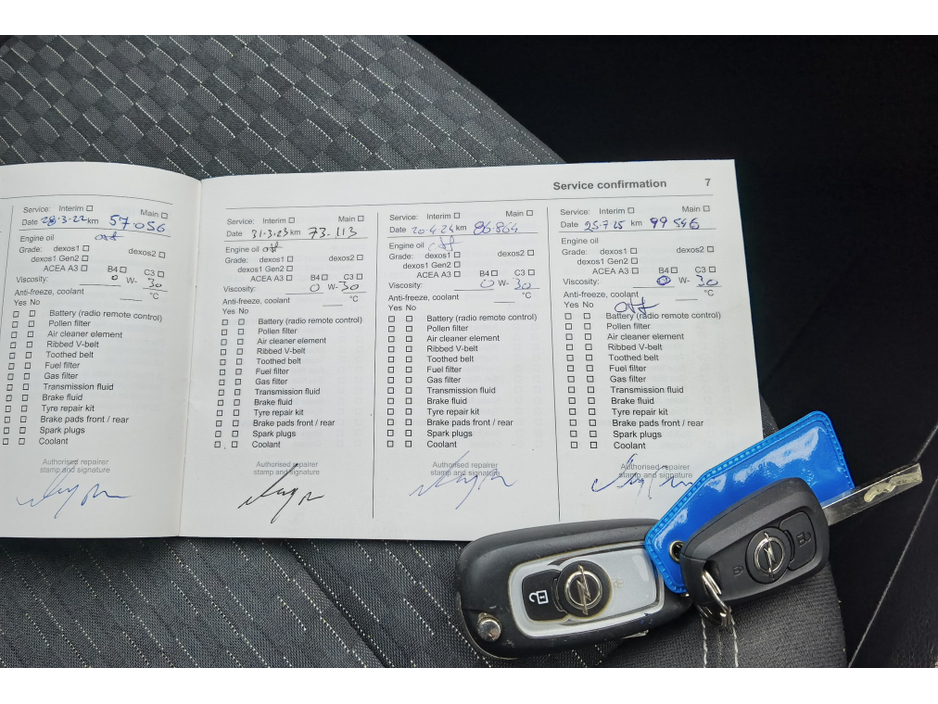 Service confirmation 7
Service: Interim Main
Date 28-3-22 km 57 056
Engine oil
Grade: dexos1 dexos2
dexos1 Gen2
ACEA A3 B4 C3
Viscosity: 0 W- 30
Anti-freeze, coolant °C
Yes No
Battery (radio remote control)
Pollen filter
Air cleaner element
Ribbed V-belt
Toothed belt
Fuel filter
Gas filter
Transmission fluid
Brake fluid
Tyre repair kit
Brake pads front / rear
Spark plugs
Coolant
Authorised repairer
stamp and signature
Service: Interim Main
Date 31-3-23 km 73.113
Engine oil
Grade: dexos1 dexos2
dexos1 Gen2
ACEA A3 B4 C3
Viscosity: 0 W- 30
Anti-freeze, coolant °C
Yes No
Battery (radio remote control)
Pollen filter
Air cleaner element
Ribbed V-belt
Toothed belt
Fuel filter
Gas filter
Transmission fluid
Brake fluid
Tyre repair kit
Brake pads front / rear
Spark plugs
Coolant
Authorised repairer
stamp and signature
Service: Interim Main
Date 20-4-24 km 86.864
Engine oil
Grade: dexos1 dexos2
dexos1 Gen2
ACEA A3 B4 C3
Viscosity: 0 W- 30
Anti-freeze, coolant °C
Yes No
Battery (radio remote control)
Pollen filter
Air cleaner element
Ribbed V-belt
Toothed belt
Fuel filter
Gas filter
Transmission fluid
Brake fluid
Tyre repair kit
Brake pads front / rear
Spark plugs
Coolant
Authorised repairer
stamp and signature
Service: Interim Main
Date 25.7.25 km 99 546
Engine oil
Grade: dexos1 dexos2
dexos1 Gen2
ACEA A3 B4 C3
Viscosity: 0 W- 30
Anti-freeze, coolant °C
Yes No
Battery (radio remote control)
Pollen filter
Air cleaner element
Ribbed V-belt
Toothed belt
Fuel filter
Gas filter
Transmission fluid
Brake fluid
Tyre repair kit
Brake pads front / rear
Spark plugs
Coolant
Authorised repairer
stamp and signature